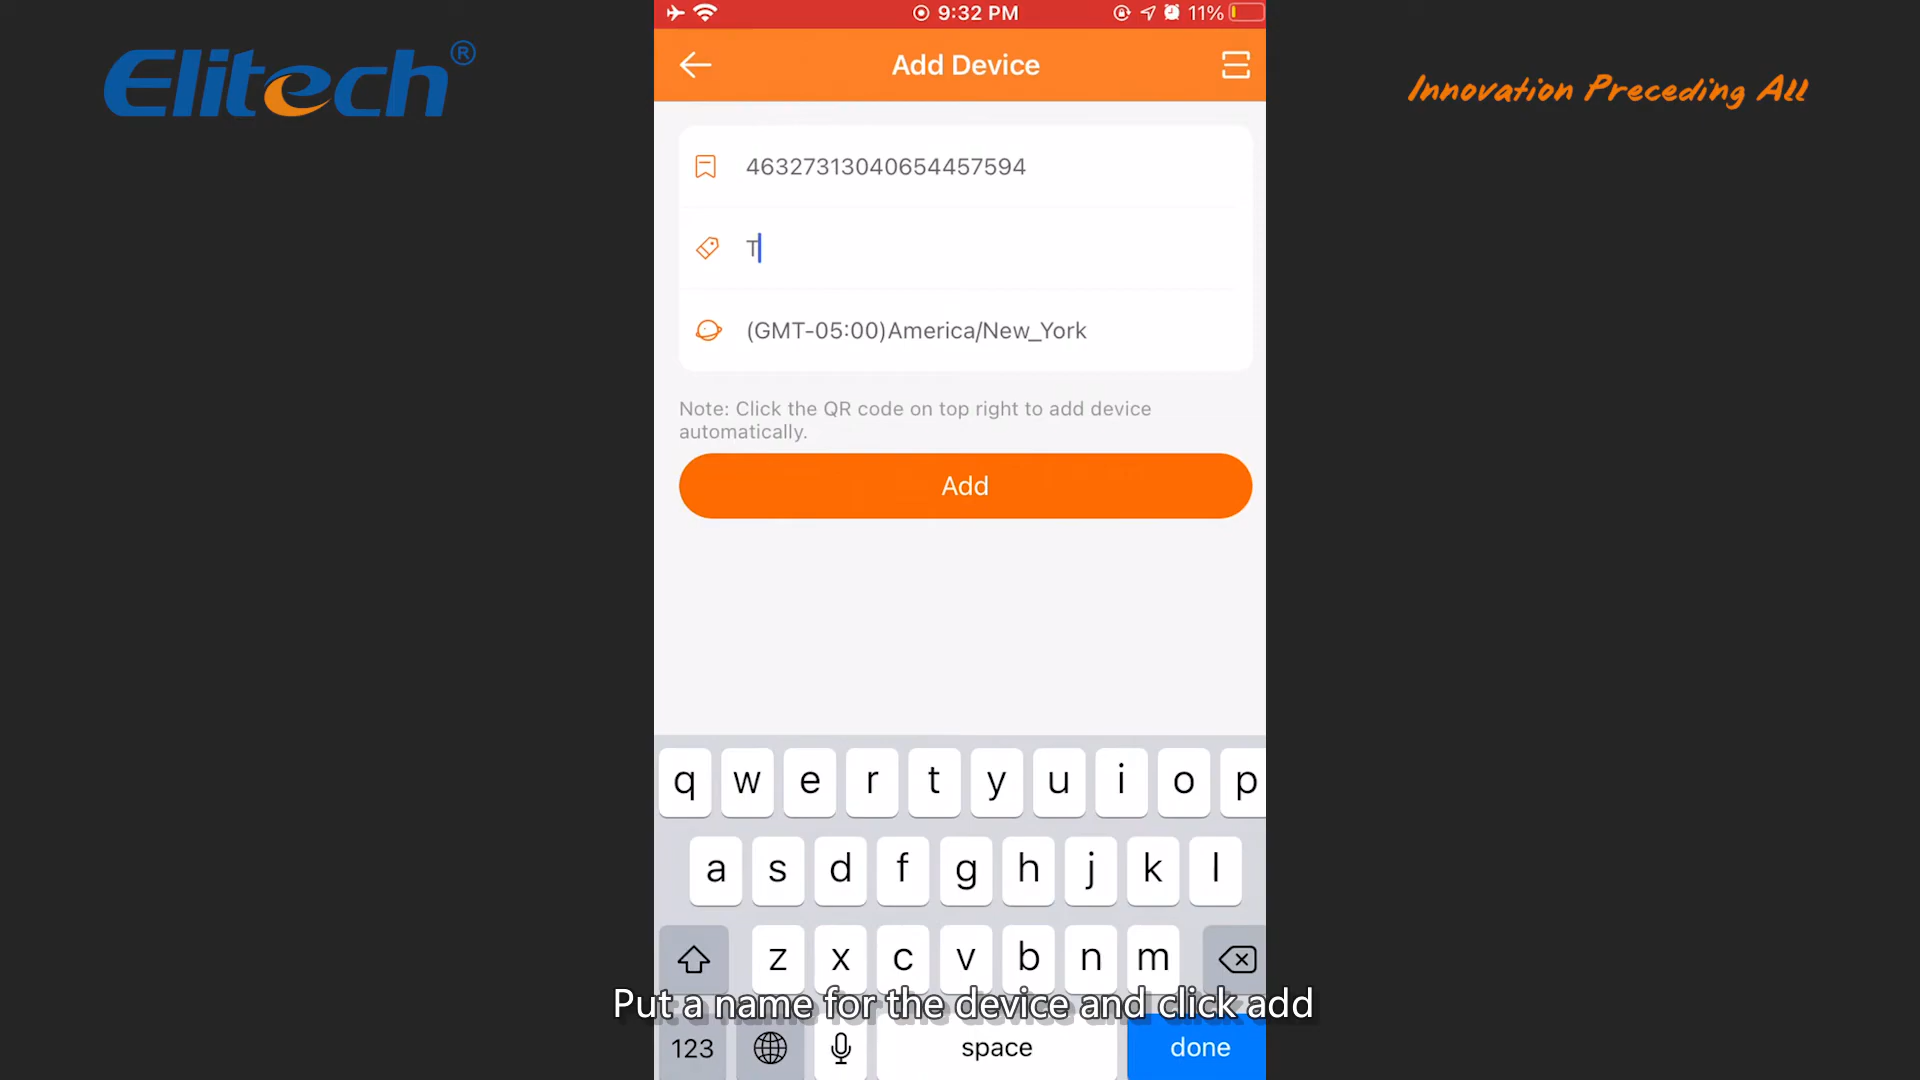 Elitech®
Innovation Preceding All
9:32 PM
11%
Add Device
46327313040654457594
T
(GMT-05:00)America/New_York
Note: Click the QR code on top right to add device
automatically.
Add
q w e r t y u i o p
a s d f g h j k l
z x c v b n m
Put a name for the device and click add
123 space done